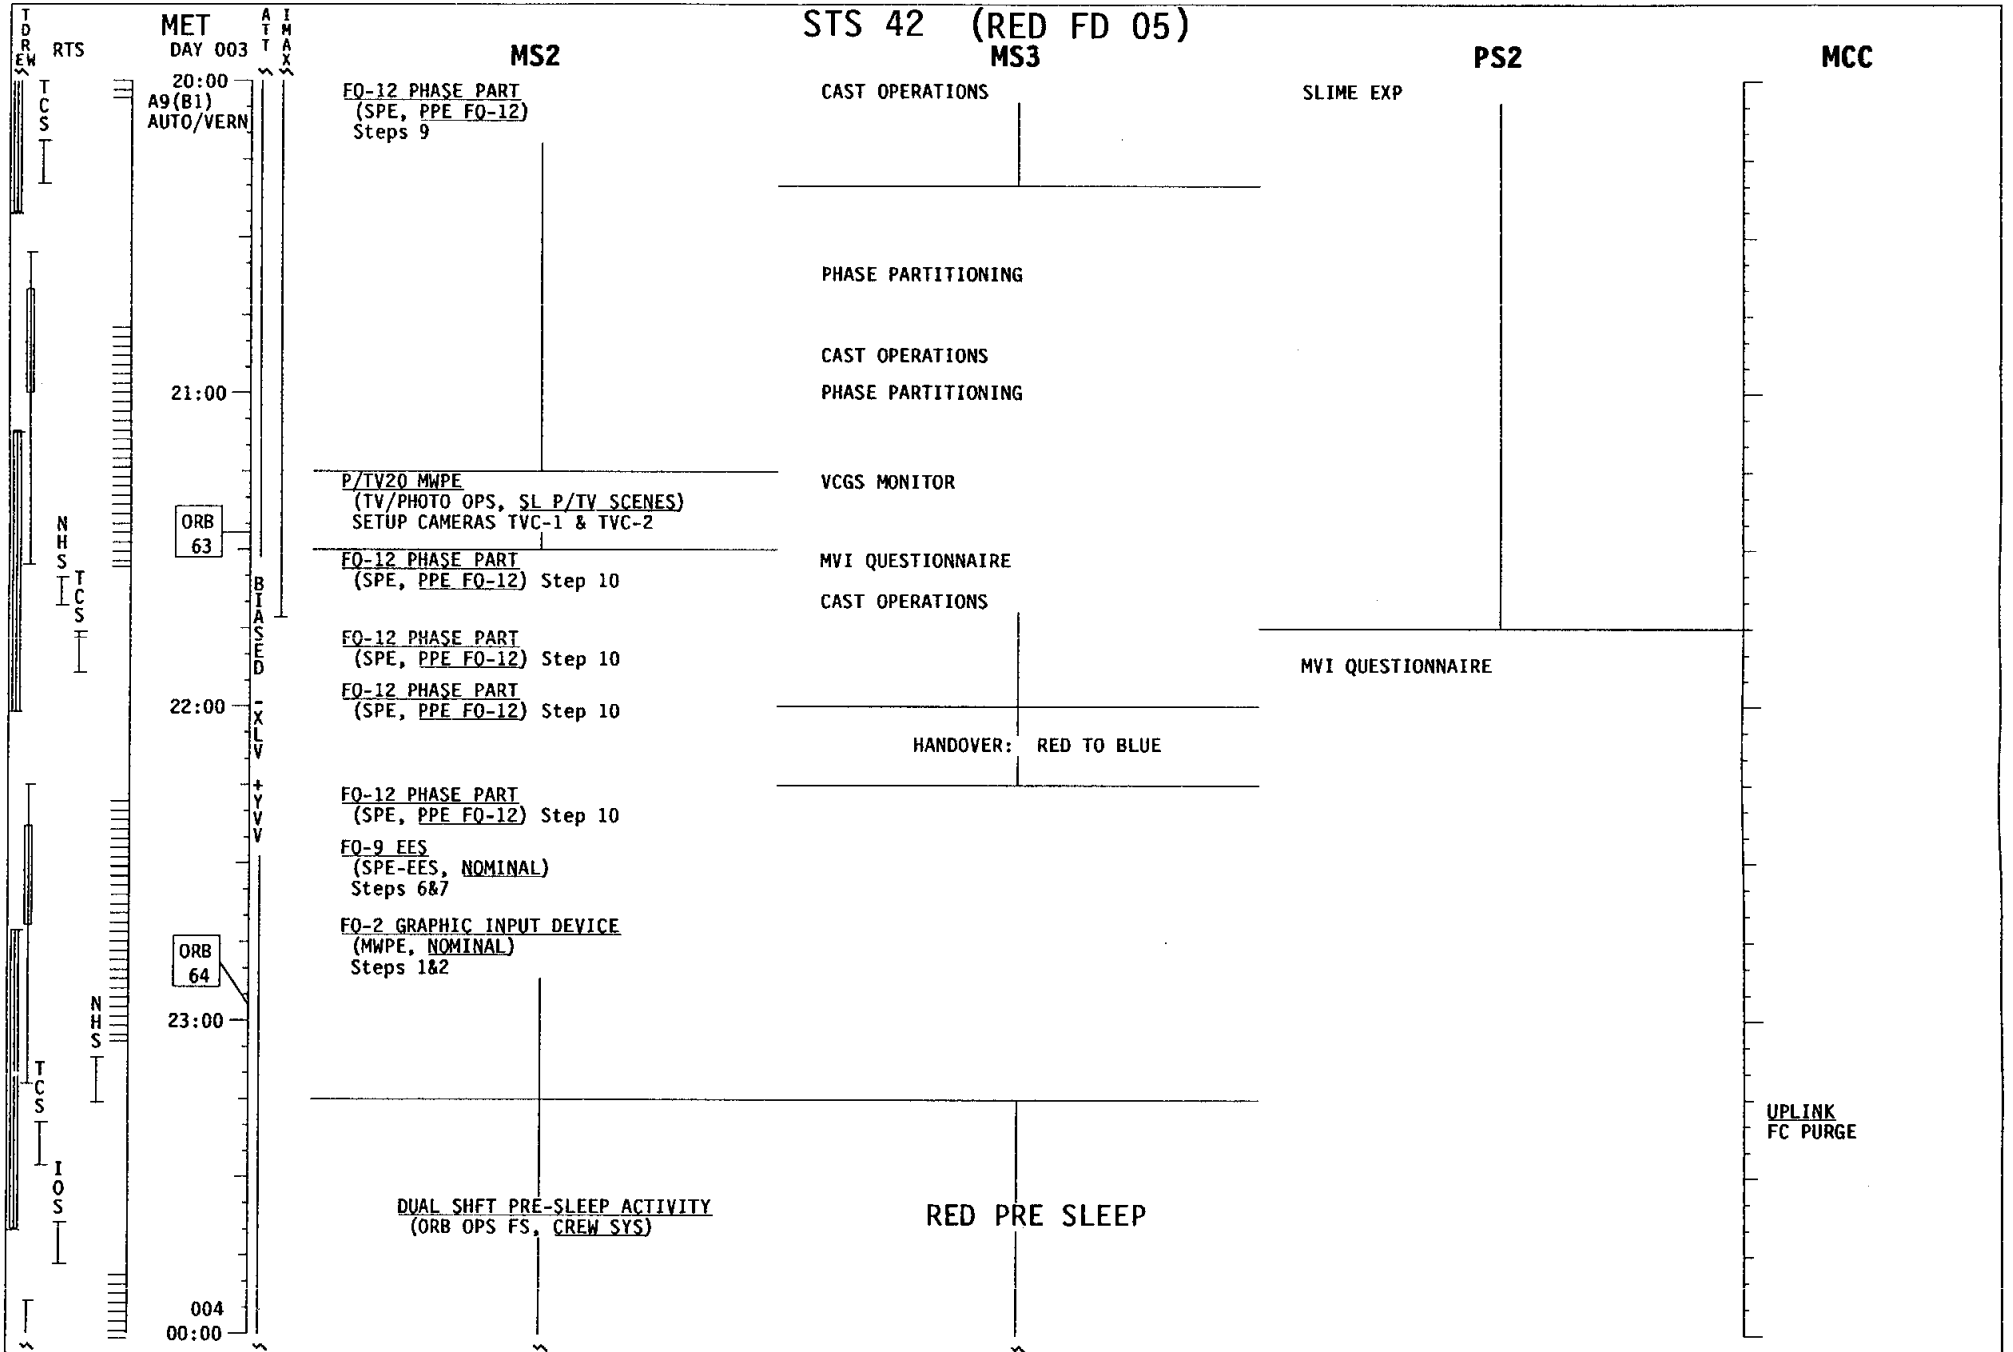 STS 42 (RED FD 05)
TDRE W
RTS
MET
DAY 003
ATT
IMAX
MS2
MS3
PS2
MCC
20:00
A9(B1)
AUTO/VERN
TCS
FO-12 PHASE PART
(SPE, PPE FO-12)
Steps 9
CAST OPERATIONS
SLIME EXP
PHASE PARTITIONING
CAST OPERATIONS
21:00
PHASE PARTITIONING
P/TV20 MWPE
(TV/PHOTO OPS, SL P/TV SCENES)
SETUP CAMERAS TVC-1 & TVC-2
VCGS MONITOR
ORB
63
NHS
TCS
FO-12 PHASE PART
(SPE, PPE FO-12) Step 10
MVI QUESTIONNAIRE
CAST OPERATIONS
BIASED -XLV +YVV
FO-12 PHASE PART
(SPE, PPE FO-12) Step 10
MVI QUESTIONNAIRE
22:00
FO-12 PHASE PART
(SPE, PPE FO-12) Step 10
HANDOVER: RED TO BLUE
FO-12 PHASE PART
(SPE, PPE FO-12) Step 10
FO-9 EES
(SPE-EES, NOMINAL)
Steps 6&7
FO-2 GRAPHIC INPUT DEVICE
(MWPE, NOMINAL)
Steps 1&2
ORB
64
NHS
23:00
TCS
UPLINK
FC PURGE
IOS
DUAL SHFT PRE-SLEEP ACTIVITY
(ORB OPS FS, CREW SYS)
RED PRE SLEEP
004
00:00